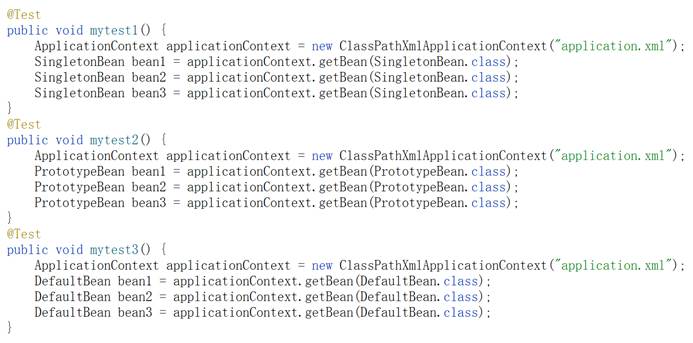 @Test
public void mytest1() {
    ApplicationContext applicationContext = new ClassPathXmlApplicationContext("application.xml");
    SingletonBean bean1 = applicationContext.getBean(SingletonBean.class);
    SingletonBean bean2 = applicationContext.getBean(SingletonBean.class);
    SingletonBean bean3 = applicationContext.getBean(SingletonBean.class);
}
@Test
public void mytest2() {
    ApplicationContext applicationContext = new ClassPathXmlApplicationContext("application.xml");
    PrototypeBean bean1 = applicationContext.getBean(PrototypeBean.class);
    PrototypeBean bean2 = applicationContext.getBean(PrototypeBean.class);
    PrototypeBean bean3 = applicationContext.getBean(PrototypeBean.class);
}
@Test
public void mytest3() {
    ApplicationContext applicationContext = new ClassPathXmlApplicationContext("application.xml");
    DefaultBean bean1 = applicationContext.getBean(DefaultBean.class);
    DefaultBean bean2 = applicationContext.getBean(DefaultBean.class);
    DefaultBean bean3 = applicationContext.getBean(DefaultBean.class);
}